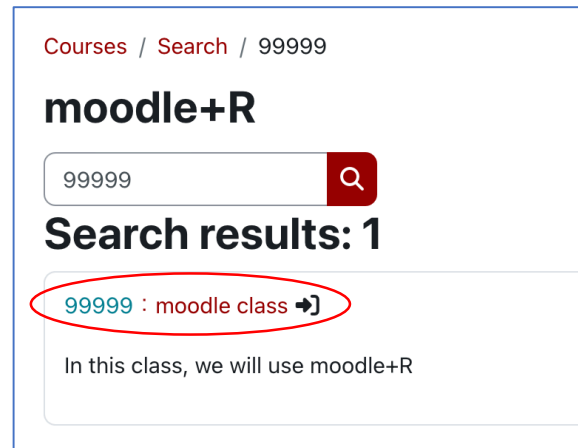 Courses / Search / 99999
moodle+R
99999
Search results: 1
99999 : moodle class
In this class, we will use moodle+R